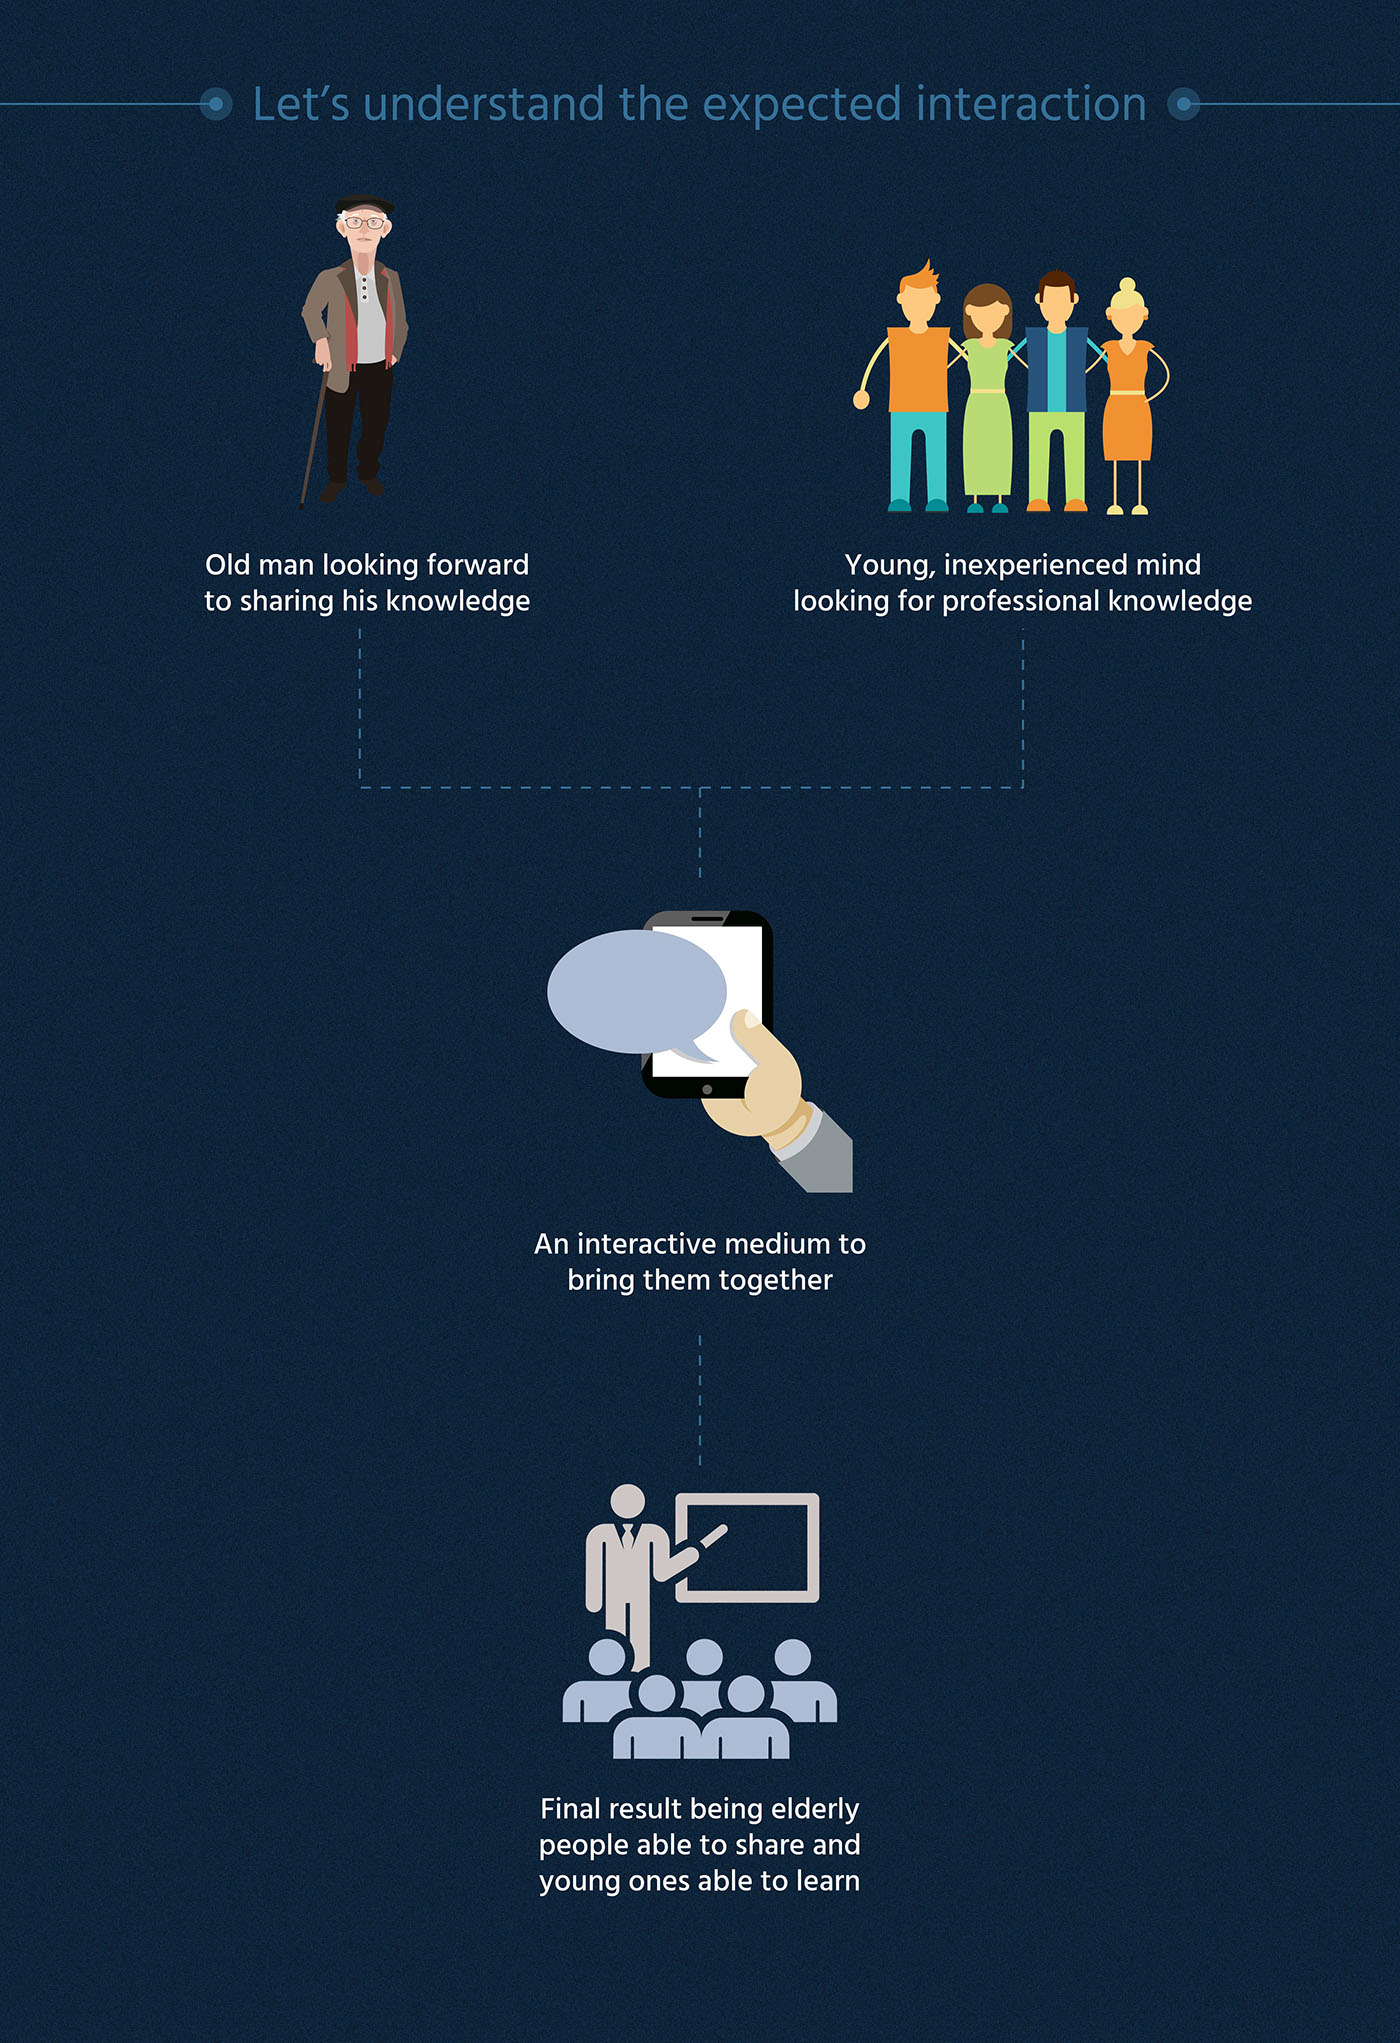 Let's understand the expected interaction
Old man looking forward
to sharing his knowledge
Young, inexperienced mind
looking for professional knowledge
An interactive medium to
bring them together
Final result being elderly
people able to share and
young ones able to learn